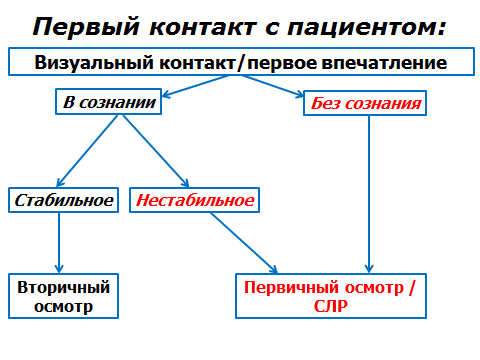 Первый контакт с пациентом:
Визуальный контакт/первое впечатление
В сознании
Без сознания
Стабильное
Нестабильное
Вторичный
осмотр
Первичный осмотр /
СЛР